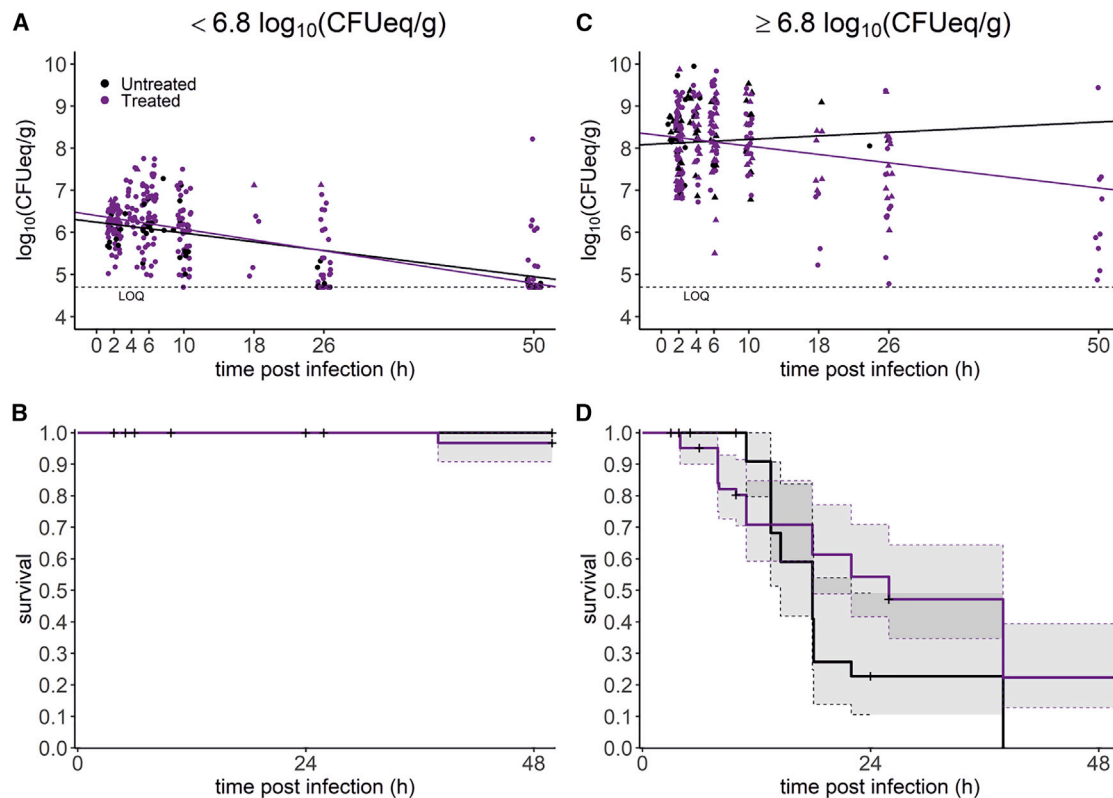 A
< 6.8 log10(CFUeq/g)
Untreated
Treated
10
9
8
7
6
5
4
log10(CFUeq/g)
LOQ
0 2 4 6 10 18 26 50
time post infection (h)
C
≥ 6.8 log10(CFUeq/g)
10
9
8
7
6
5
4
log10(CFUeq/g)
LOQ
0 2 4 6 10 18 26 50
time post infection (h)
B
1.0
0.9
0.8
0.7
0.6
0.5
0.4
0.3
0.2
0.1
0.0
survival
0 24 48
time post infection (h)
D
1.0
0.9
0.8
0.7
0.6
0.5
0.4
0.3
0.2
0.1
0.0
survival
0 24 48
time post infection (h)